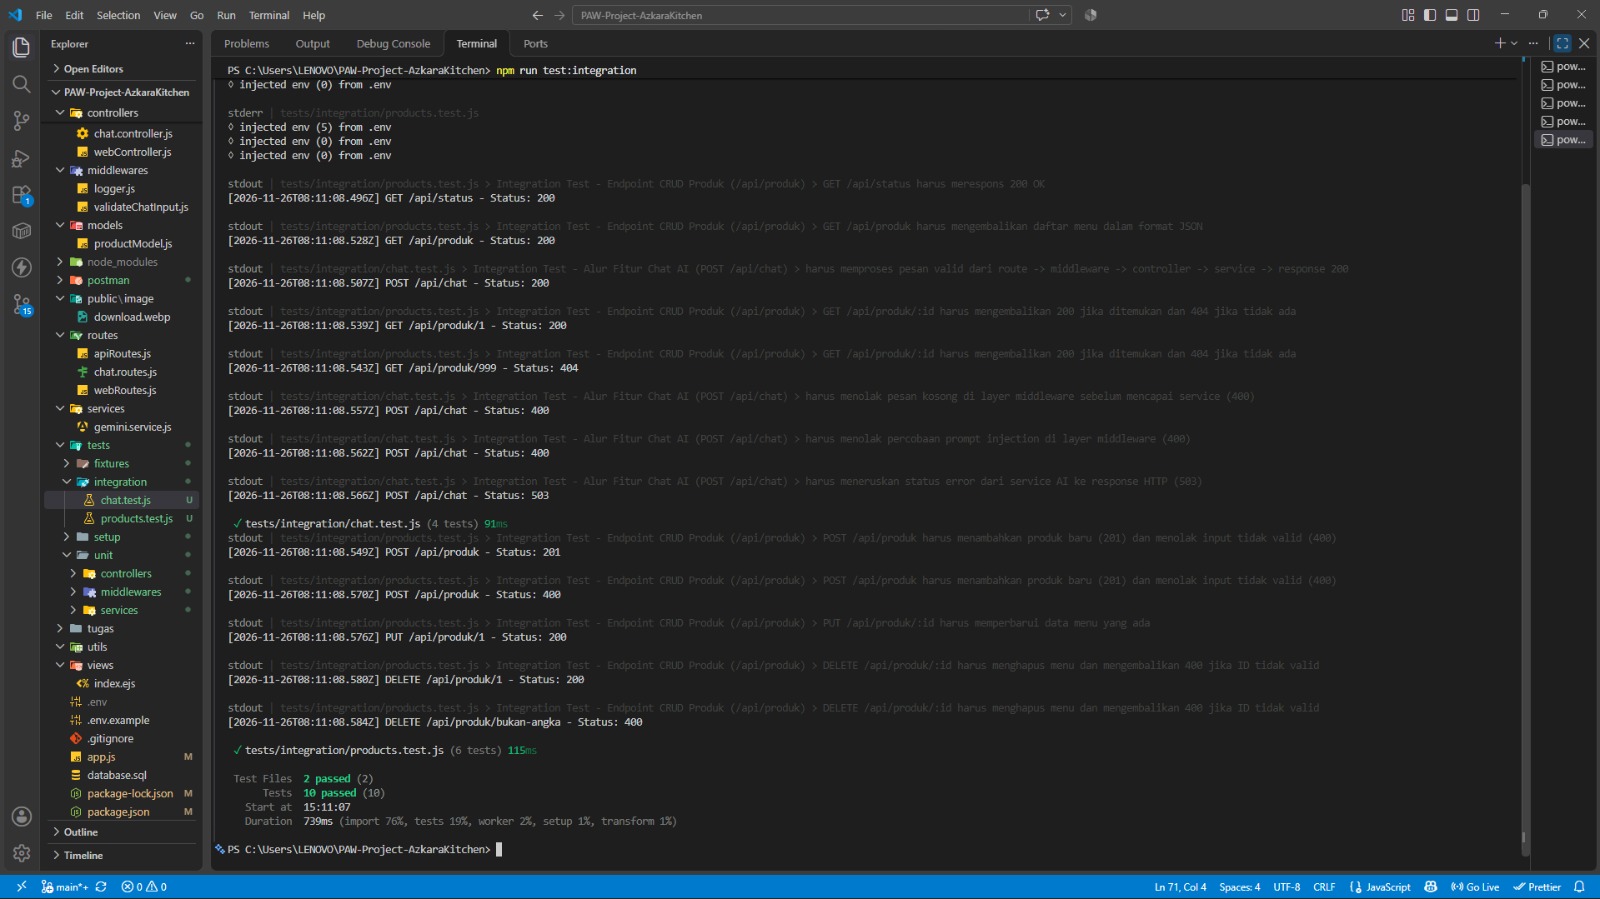 File Edit Selection View Go Run Terminal Help
PAW-Project-AzkaraKitchen
Explorer
Open Editors
PAW-Project-AzkaraKitchen
controllers
chat.controller.js
webController.js
middlewares
logger.js
validateChatInput.js
models
productModel.js
node_modules
postman
public\image
download.webp
routes
apiRoutes.js
chat.routes.js
webRoutes.js
services
gemini.service.js
tests
fixtures
integration
chat.test.js U
products.test.js U
setup
unit
controllers
middlewares
services
tugas
utils
views
index.ejs
.env
.env.example
.gitignore
app.js M
database.sql
package-lock.json M
package.json M
Outline
Timeline
1
15
Problems Output Debug Console Terminal Ports
PS C:\Users\LENOVO\PAW-Project-AzkaraKitchen> npm run test:integration
◊ injected env (0) from .env
stderr | tests/integration/products.test.js
◊ injected env (5) from .env
◊ injected env (0) from .env
◊ injected env (0) from .env
stdout | tests/integration/products.test.js > Integration Test - Endpoint CRUD Produk (/api/produk) > GET /api/status harus merespons 200 OK
[2026-11-26T08:11:08.496Z] GET /api/status - Status: 200
stdout | tests/integration/products.test.js > Integration Test - Endpoint CRUD Produk (/api/produk) > GET /api/produk harus mengembalikan daftar menu dalam format JSON
[2026-11-26T08:11:08.528Z] GET /api/produk - Status: 200
stdout | tests/integration/chat.test.js > Integration Test - Alur Fitur Chat AI (POST /api/chat) > harus memproses pesan valid dari route -> middleware -> controller -> service -> response 200
[2026-11-26T08:11:08.507Z] POST /api/chat - Status: 200
stdout | tests/integration/products.test.js > Integration Test - Endpoint CRUD Produk (/api/produk) > GET /api/produk/:id harus mengembalikan 200 jika ditemukan dan 404 jika tidak ada
[2026-11-26T08:11:08.539Z] GET /api/produk/1 - Status: 200
stdout | tests/integration/products.test.js > Integration Test - Endpoint CRUD Produk (/api/produk) > GET /api/produk/:id harus mengembalikan 200 jika ditemukan dan 404 jika tidak ada
[2026-11-26T08:11:08.543Z] GET /api/produk/999 - Status: 404
stdout | tests/integration/chat.test.js > Integration Test - Alur Fitur Chat AI (POST /api/chat) > harus menolak pesan kosong di layer middleware sebelum mencapai service (400)
[2026-11-26T08:11:08.557Z] POST /api/chat - Status: 400
stdout | tests/integration/chat.test.js > Integration Test - Alur Fitur Chat AI (POST /api/chat) > harus menolak percobaan prompt injection di layer middleware (400)
[2026-11-26T08:11:08.562Z] POST /api/chat - Status: 400
stdout | tests/integration/chat.test.js > Integration Test - Alur Fitur Chat AI (POST /api/chat) > harus meneruskan status error dari service AI ke response HTTP (503)
[2026-11-26T08:11:08.566Z] POST /api/chat - Status: 503
✓ tests/integration/chat.test.js (4 tests) 91ms
stdout | tests/integration/products.test.js > Integration Test - Endpoint CRUD Produk (/api/produk) > POST /api/produk harus menambahkan produk baru (201) dan menolak input tidak valid (400)
[2026-11-26T08:11:08.549Z] POST /api/produk - Status: 201
stdout | tests/integration/products.test.js > Integration Test - Endpoint CRUD Produk (/api/produk) > POST /api/produk harus menambahkan produk baru (201) dan menolak input tidak valid (400)
[2026-11-26T08:11:08.570Z] POST /api/produk - Status: 400
stdout | tests/integration/products.test.js > Integration Test - Endpoint CRUD Produk (/api/produk) > PUT /api/produk/:id harus memperbarui data menu yang ada
[2026-11-26T08:11:08.576Z] PUT /api/produk/1 - Status: 200
stdout | tests/integration/products.test.js > Integration Test - Endpoint CRUD Produk (/api/produk) > DELETE /api/produk/:id harus menghapus menu dan mengembalikan 400 jika ID tidak valid
[2026-11-26T08:11:08.580Z] DELETE /api/produk/1 - Status: 200
stdout | tests/integration/products.test.js > Integration Test - Endpoint CRUD Produk (/api/produk) > DELETE /api/produk/:id harus menghapus menu dan mengembalikan 400 jika ID tidak valid
[2026-11-26T08:11:08.584Z] DELETE /api/produk/bukan-angka - Status: 400
✓ tests/integration/products.test.js (6 tests) 115ms
Test Files 2 passed (2)
Tests 10 passed (10)
Start at 15:11:07
Duration 739ms (import 76%, tests 19%, worker 2%, setup 1%, transform 1%)
PS C:\Users\LENOVO\PAW-Project-AzkaraKitchen>
pow...
pow...
pow...
pow...
pow...
main*+ 0 0 Ln 71, Col 4 Spaces: 4 UTF-8 CRLF JavaScript Go Live Prettier